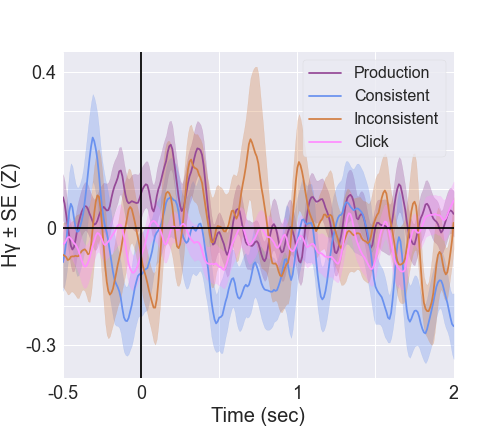 Production
Consistent
Inconsistent
Click
0.4
0
-0.3
Hγ ± SE (Z)
-0.5
0
1
2
Time (sec)